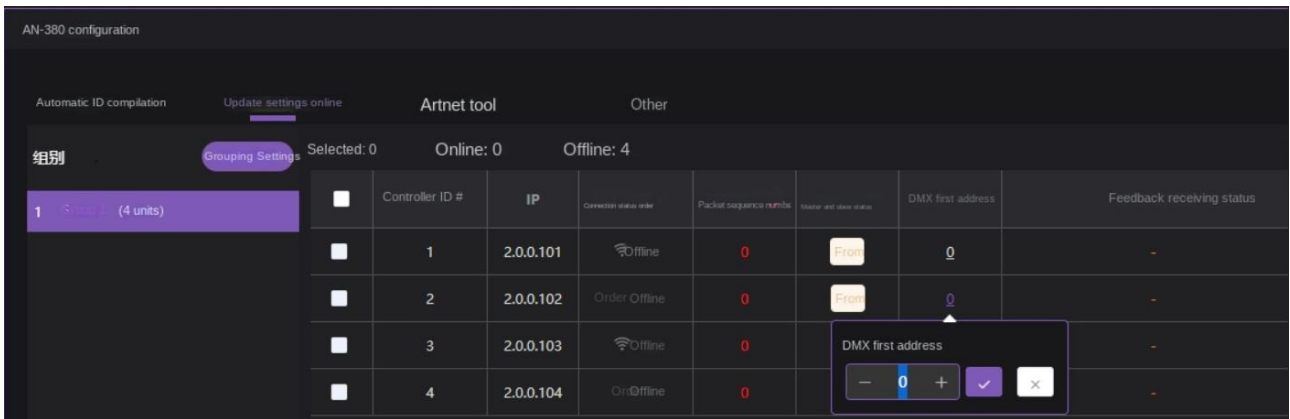 AN-380 configuration
Automatic ID compilation Update settings online Artnet tool Other
组别 Grouping Settings Selected: 0 Online: 0 Offline: 4
1 (4 units)
Controller ID # IP Connection status order Packet sequence numbs Master and slave status DMX first address Feedback receiving status
1 2.0.0.101 Offline 0 From 0 -
2 2.0.0.102 Order Offline 0 From 0 -
3 2.0.0.103 Offline 0 -
4 2.0.0.104 Offline 0 -
DMX first address
− 0 +